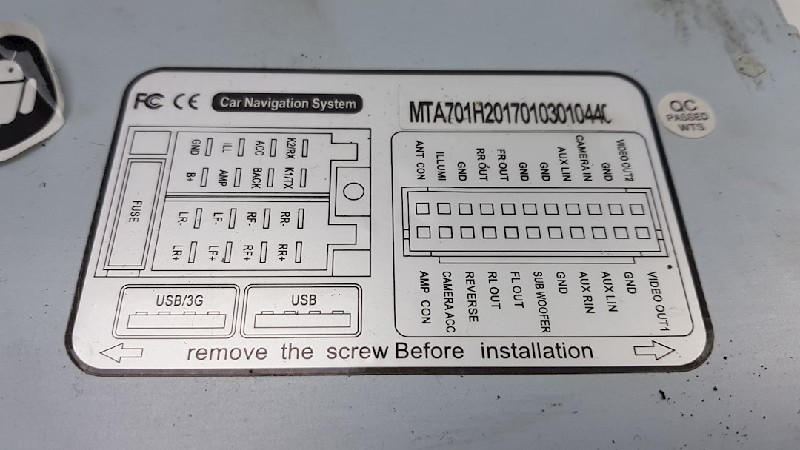 FC CE Car Navigation System
MTA701H20170103010440
QC
PASSED
WTS
GND ILL ACC K2/RX
B+ AMP BACK K1/TX
FUSE
LR- LF- RF- RR-
LR+ LF+ RF+ RR+
ANT CON ILLUMI GND RR OUT FR OUT GND GND AUX LIN CAMERA IN GND VIDEO OUT2
AMP CON CAMERA ACC REVERSE RL OUT FL OUT SUB WOOFER GND AUX RIN AUX LIN GND VIDEO OUT1
USB/3G USB
remove the screw Before installation